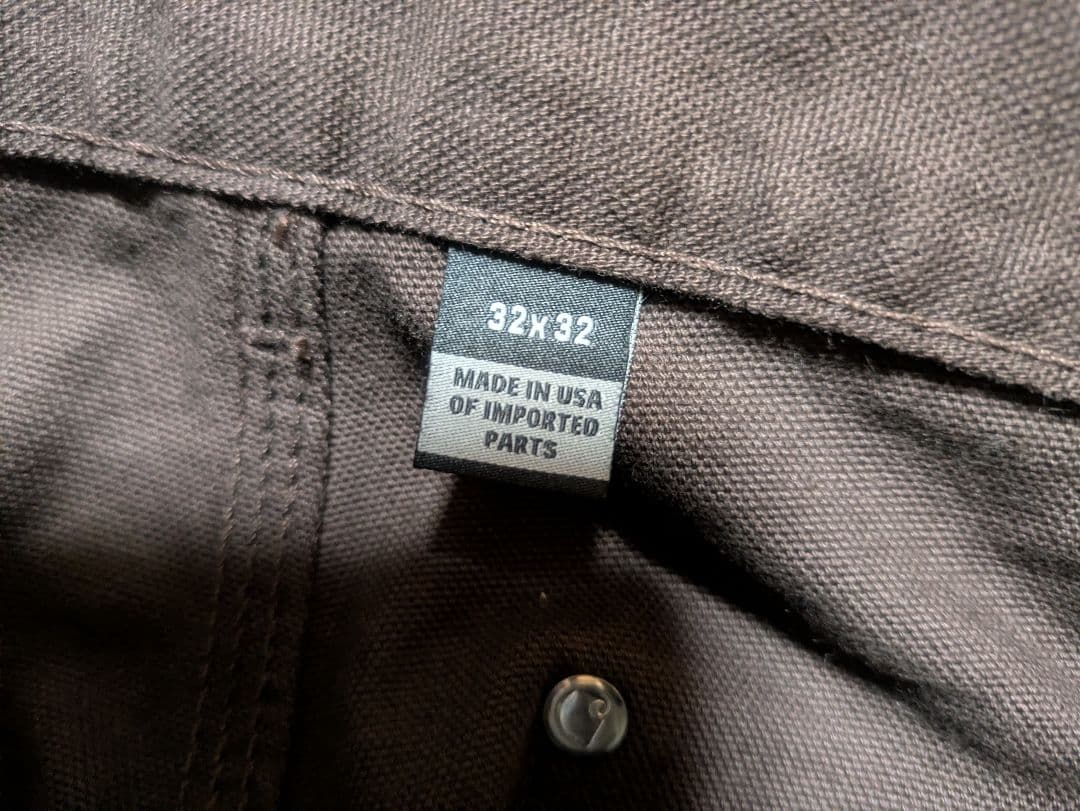 32x32
MADE IN USA
OF IMPORTED
PARTS